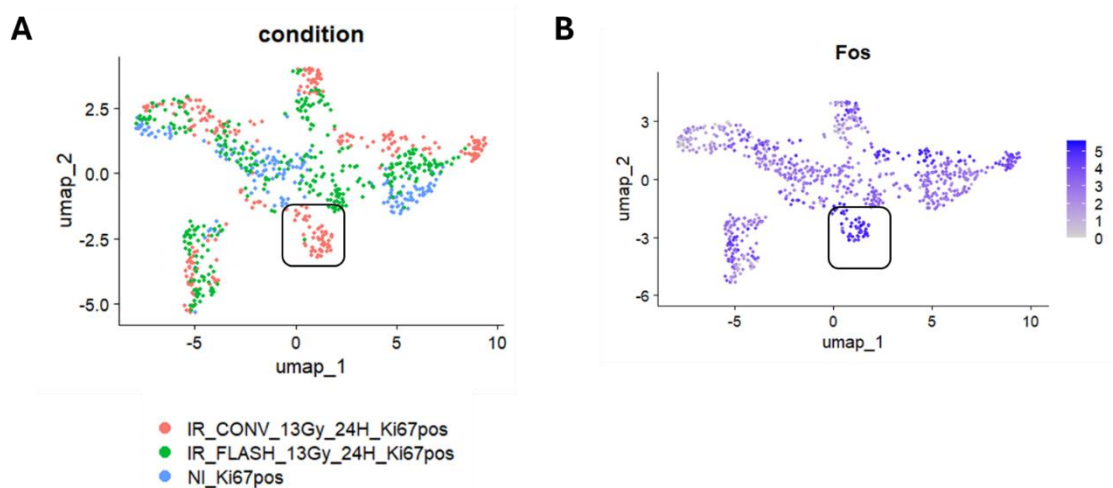 A
condition
umap_2
2.5
0.0
-2.5
-5.0
-5
0
5
10
umap_1
IR_CONV_13Gy_24H_Ki67pos
IR_FLASH_13Gy_24H_Ki67pos
NI_Ki67pos
B
Fos
umap_2
3
0
-3
-6
-5
0
5
10
umap_1
5
4
3
2
1
0